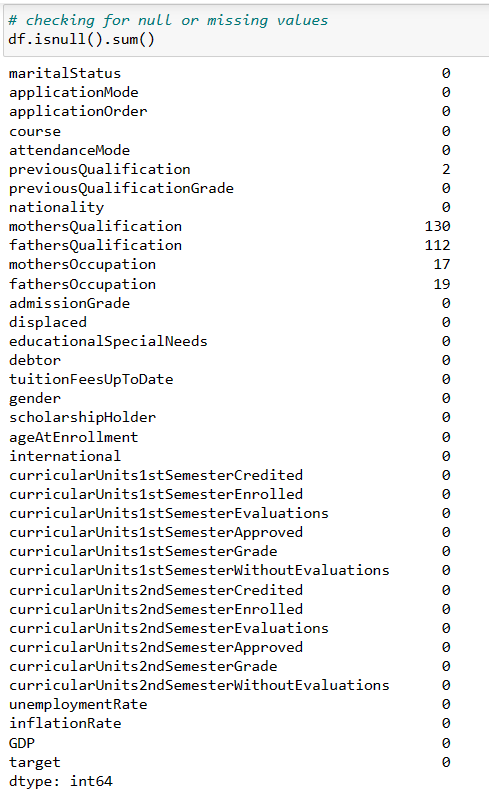 # checking for null or missing values
df.isnull().sum()
maritalStatus 0
applicationMode 0
applicationOrder 0
course 0
attendanceMode 0
previousQualification 2
previousQualificationGrade 0
nationality 0
mothersQualification 130
fathersQualification 112
mothersOccupation 17
fathersOccupation 19
admissionGrade 0
displaced 0
educationalSpecialNeeds 0
debtor 0
tuitionFeesUpToDate 0
gender 0
scholarshipHolder 0
ageAtEnrollment 0
international 0
curricularUnits1stSemesterCredited 0
curricularUnits1stSemesterEnrolled 0
curricularUnits1stSemesterEvaluations 0
curricularUnits1stSemesterApproved 0
curricularUnits1stSemesterGrade 0
curricularUnits1stSemesterWithoutEvaluations 0
curricularUnits2ndSemesterCredited 0
curricularUnits2ndSemesterEnrolled 0
curricularUnits2ndSemesterEvaluations 0
curricularUnits2ndSemesterApproved 0
curricularUnits2ndSemesterGrade 0
curricularUnits2ndSemesterWithoutEvaluations 0
unemploymentRate 0
inflationRate 0
GDP 0
target 0
dtype: int64